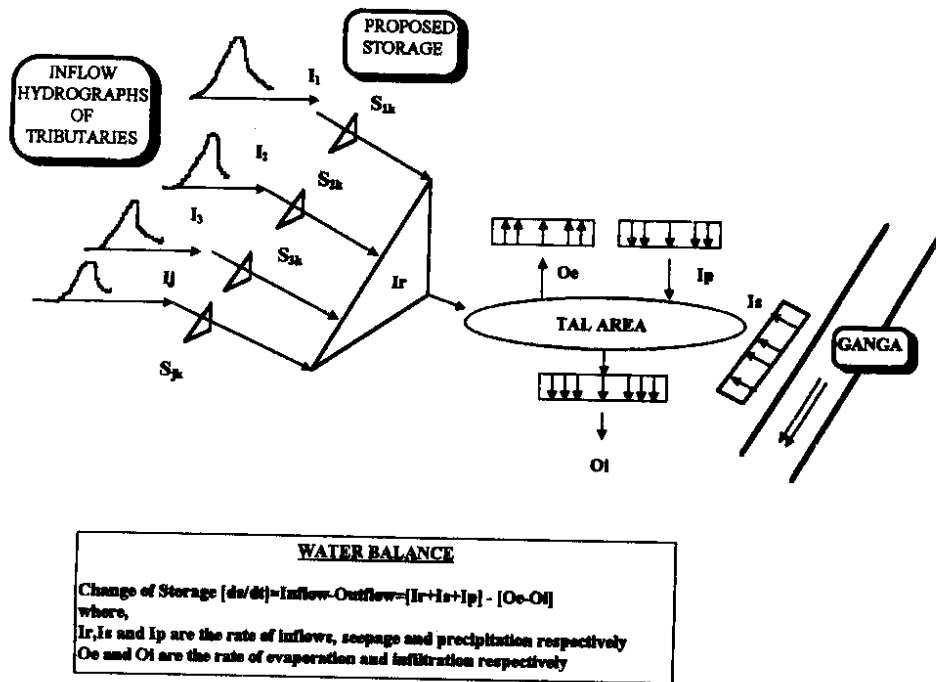 PROPOSED
STORAGE
INFLOW
HYDROGRAPHS
OF
TRIBUTARIES
I1
S1k
I2
S2k
I3
S3k
Ij
Sjk
Ir
Oe
Ip
Is
TAL AREA
GANGA
Oi
WATER BALANCE
Change of Storage [ds/dt]=Inflow-Outflow=[Ir+Is+Ip] - [Oe-Oi]
where,
Ir,Is and Ip are the rate of inflows, seepage and precipitation respectively
Oe and Oi are the rate of evaporation and infiltration respectively